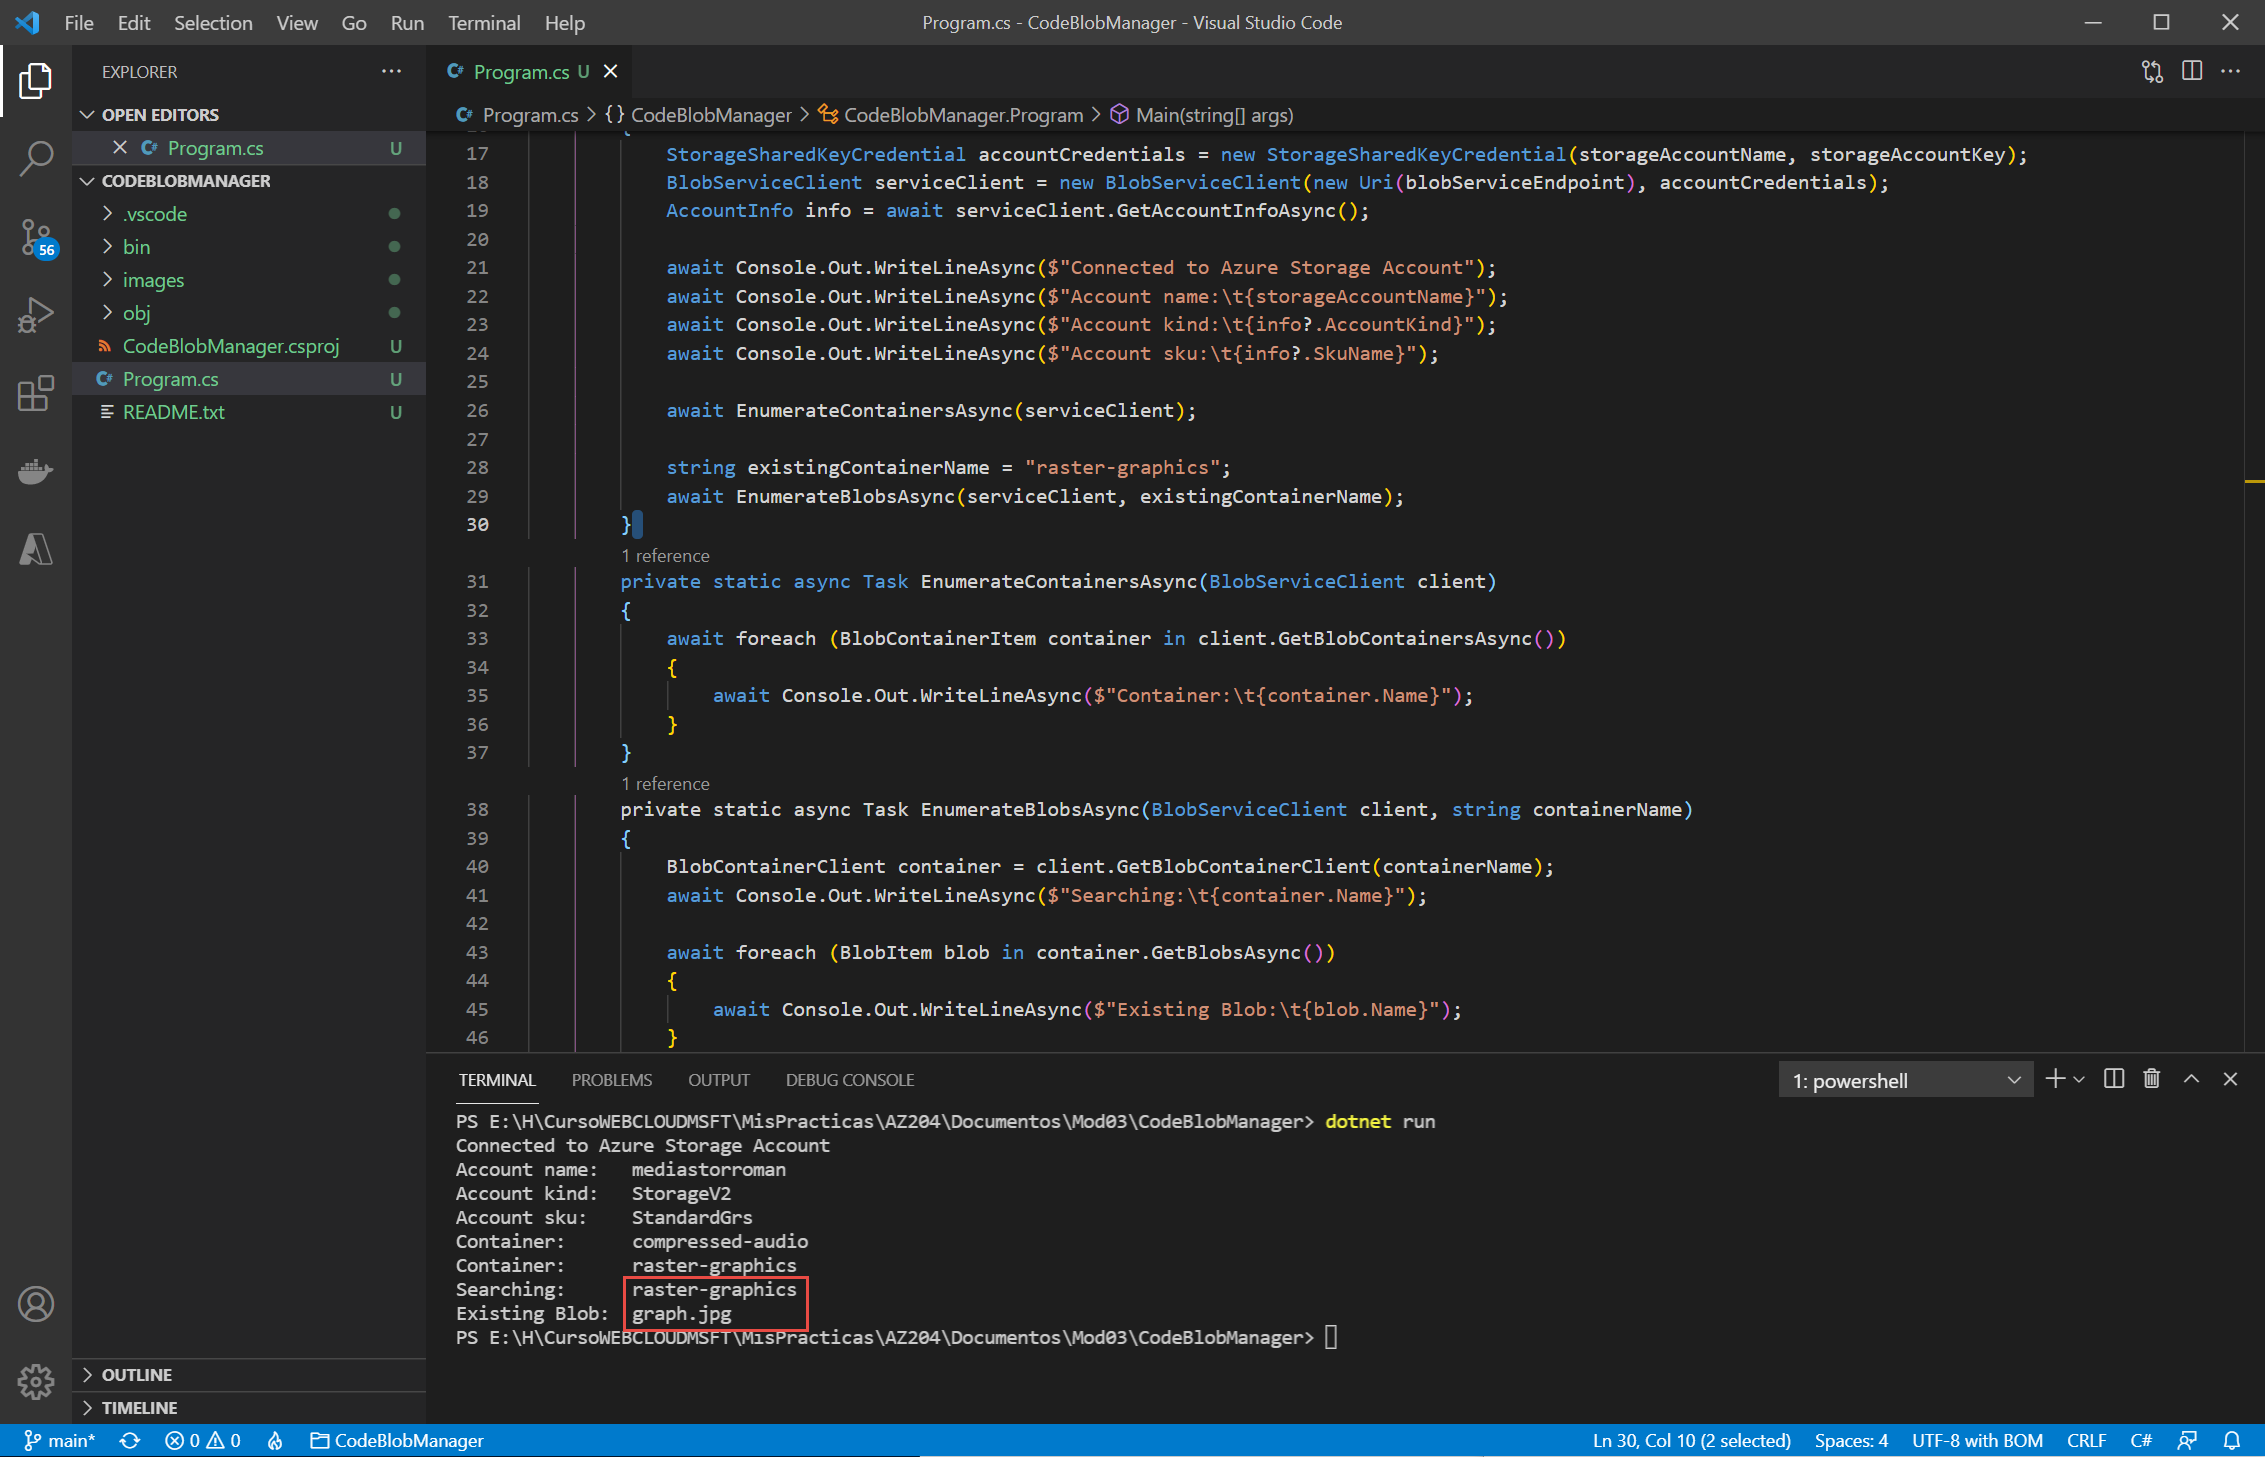 File Edit Selection View Go Run Terminal Help
Program.cs - CodeBlobManager - Visual Studio Code
EXPLORER
OPEN EDITORS
Program.cs U
CODEBLOBMANAGER
.vscode
bin
images
obj
CodeBlobManager.csproj U
Program.cs U
README.txt U
OUTLINE
TIMELINE
56
Program.cs U
Program.cs > {} CodeBlobManager > CodeBlobManager.Program > Main(string[] args)
17 StorageSharedKeyCredential accountCredentials = new StorageSharedKeyCredential(storageAccountName, storageAccountKey);
18 BlobServiceClient serviceClient = new BlobServiceClient(new Uri(blobServiceEndpoint), accountCredentials);
19 AccountInfo info = await serviceClient.GetAccountInfoAsync();
20
21 await Console.Out.WriteLineAsync($"Connected to Azure Storage Account");
22 await Console.Out.WriteLineAsync($"Account name:\t{storageAccountName}");
23 await Console.Out.WriteLineAsync($"Account kind:\t{info?.AccountKind}");
24 await Console.Out.WriteLineAsync($"Account sku:\t{info?.SkuName}");
25
26 await EnumerateContainersAsync(serviceClient);
27
28 string existingContainerName = "raster-graphics";
29 await EnumerateBlobsAsync(serviceClient, existingContainerName);
30 }
1 reference
31 private static async Task EnumerateContainersAsync(BlobServiceClient client)
32 {
33 await foreach (BlobContainerItem container in client.GetBlobContainersAsync())
34 {
35 await Console.Out.WriteLineAsync($"Container:\t{container.Name}");
36 }
37 }
1 reference
38 private static async Task EnumerateBlobsAsync(BlobServiceClient client, string containerName)
39 {
40 BlobContainerClient container = client.GetBlobContainerClient(containerName);
41 await Console.Out.WriteLineAsync($"Searching:\t{container.Name}");
42
43 await foreach (BlobItem blob in container.GetBlobsAsync())
44 {
45 await Console.Out.WriteLineAsync($"Existing Blob:\t{blob.Name}");
46 }
TERMINAL PROBLEMS OUTPUT DEBUG CONSOLE
1: powershell
PS E:\H\CursoWEBCLOUDMSFT\MisPracticas\AZ204\Documentos\Mod03\CodeBlobManager> dotnet run
Connected to Azure Storage Account
Account name: mediastorroman
Account kind: StorageV2
Account sku: StandardGrs
Container: compressed-audio
Container: raster-graphics
Searching: raster-graphics
Existing Blob: graph.jpg
PS E:\H\CursoWEBCLOUDMSFT\MisPracticas\AZ204\Documentos\Mod03\CodeBlobManager>
main* 0 0 CodeBlobManager
Ln 30, Col 10 (2 selected) Spaces: 4 UTF-8 with BOM CRLF C#